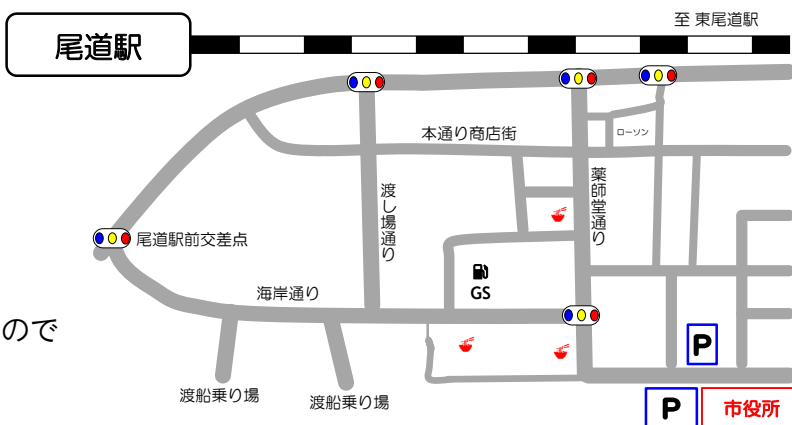 至 東尾道駅
尾道駅
本通り商店街
ローソン
渡し場通り
薬師堂通り
尾道駅前交差点
GS
海岸通り
ので
P
渡船乗り場
渡船乗り場
P
市役所